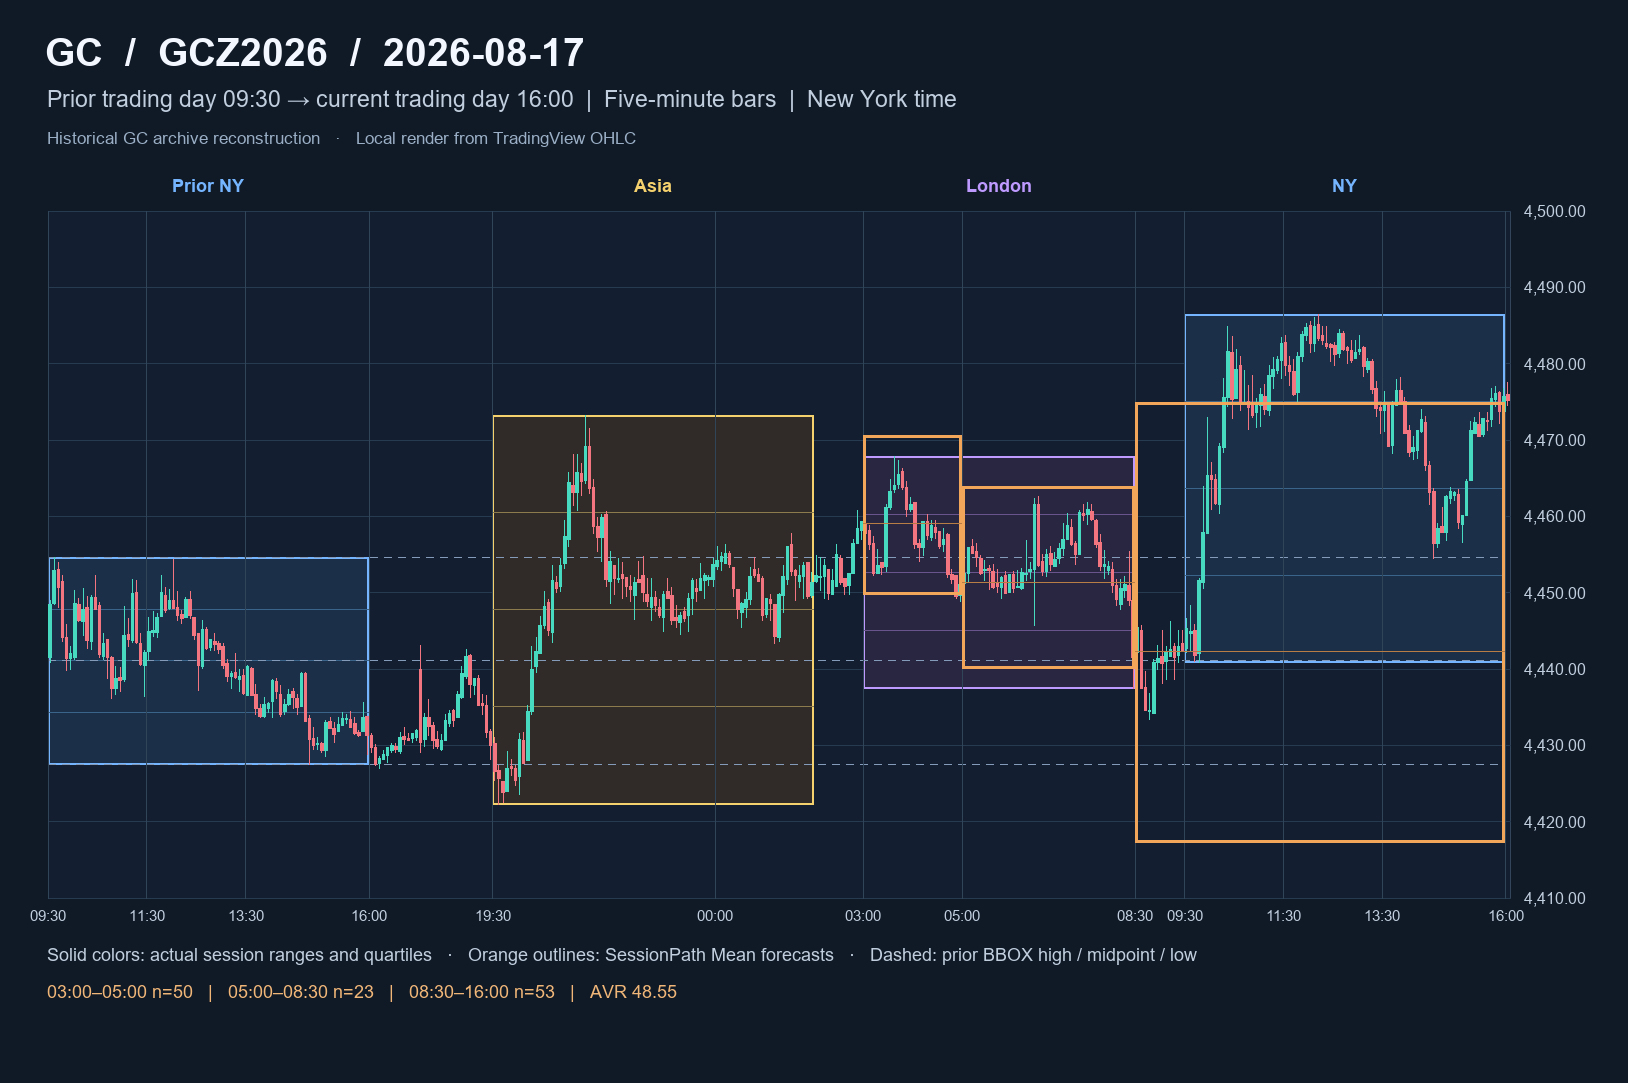 GC / GCZ2026 / 2026-08-17
Prior trading day 09:30 → current trading day 16:00 | Five-minute bars | New York time
Historical GC archive reconstruction · Local render from TradingView OHLC
Prior NY Asia London NY
4,500.00
4,490.00
4,480.00
4,470.00
4,460.00
4,450.00
4,440.00
4,430.00
4,420.00
4,410.00
09:30 11:30 13:30 16:00 19:30 00:00 03:00 05:00 08:30 09:30 11:30 13:30 16:00
Solid colors: actual session ranges and quartiles · Orange outlines: SessionPath Mean forecasts · Dashed: prior BBOX high / midpoint / low
03:00–05:00 n=50 | 05:00–08:30 n=23 | 08:30–16:00 n=53 | AVR 48.55